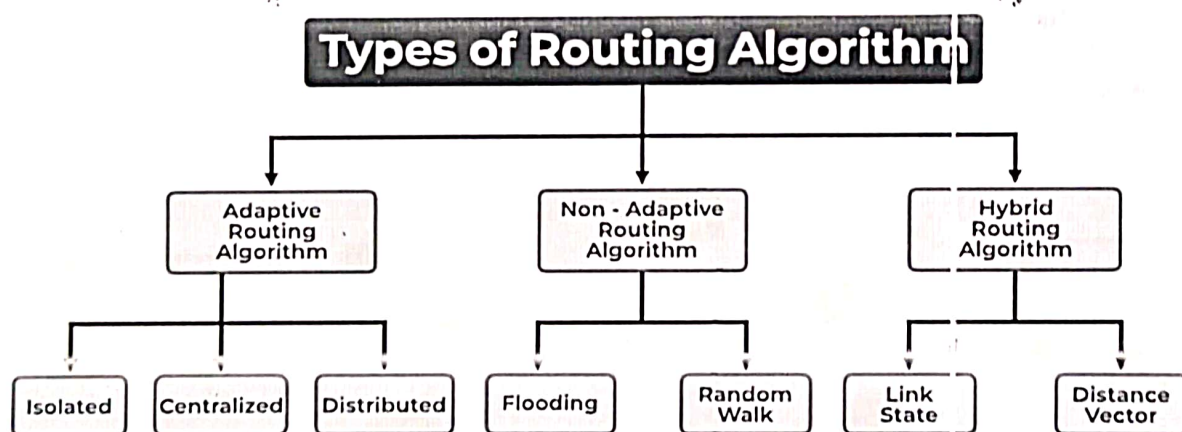 Types of Routing Algorithm
Adaptive
Routing
Algorithm
Non - Adaptive
Routing
Algorithm
Hybrid
Routing
Algorithm
Isolated
Centralized
Distributed
Flooding
Random
Walk
Link
State
Distance
Vector